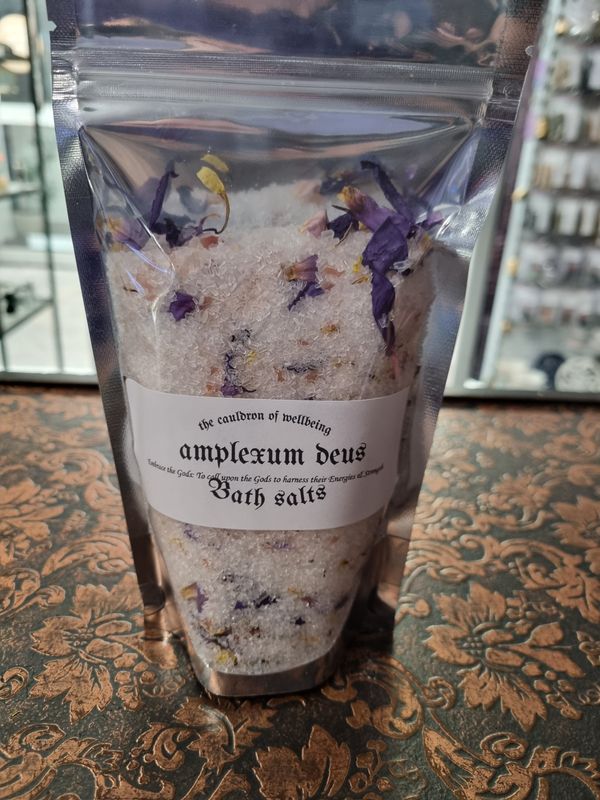 the cauldron of wellbeing
amplexum deus
Embrace the Gods: To call upon the Gods to harness their Energies & Strength
Bath salts